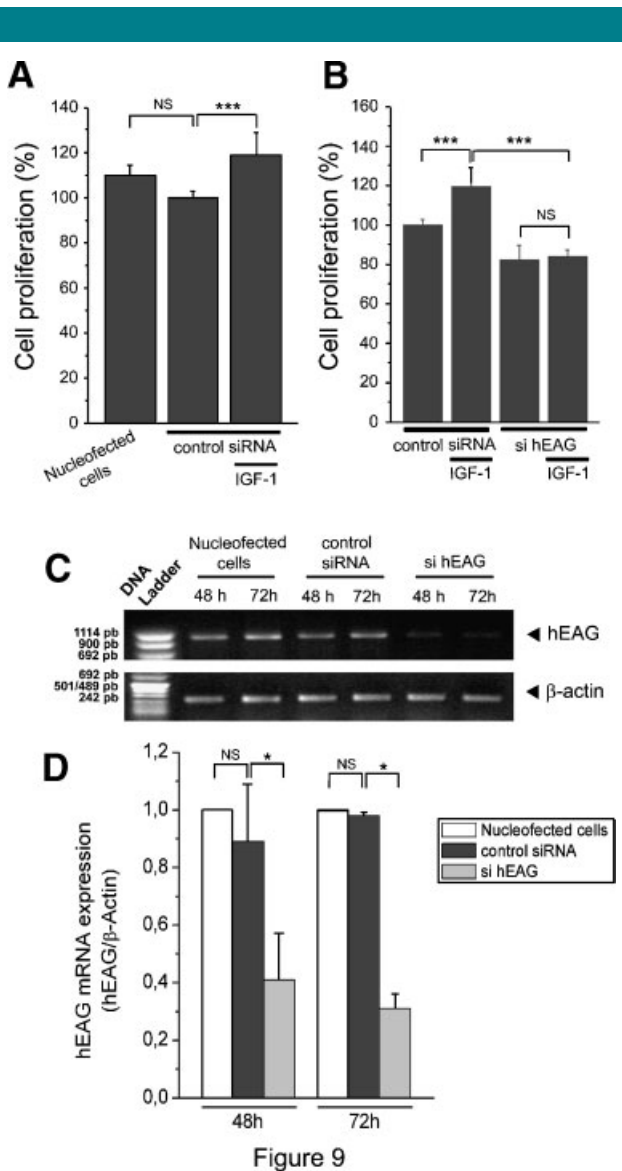 A
NS
***
140
120
100
80
60
40
20
0
Cell proliferation (%)
Nucleofected cells
control siRNA
IGF-1
B
***
***
NS
160
140
120
100
80
60
40
20
0
Cell proliferation (%)
control siRNA
si hEAG
IGF-1
IGF-1
C
DNA Ladder
Nucleofected cells
control siRNA
si hEAG
48 h
72h
48 h
72h
48 h
72h
1114 pb
900 pb
692 pb
◄ hEAG
692 pb
501/489 pb
242 pb
◄ β-actin
D
NS
*
NS
*
1,2
1,0
0,8
0,6
0,4
0,2
0,0
hEAG mRNA expression
(hEAG/β-Actin)
48h
72h
Nucleofected cells
control siRNA
si hEAG
Figure 9